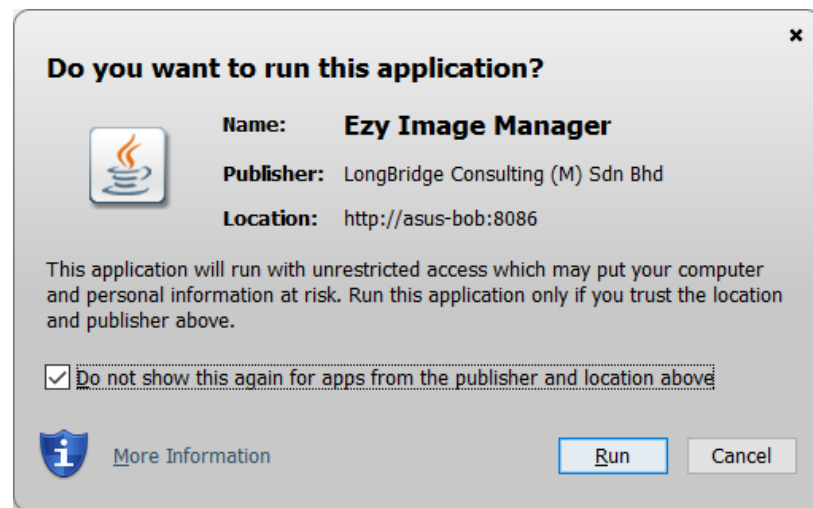 Do you want to run this application?
Name: Ezy Image Manager
Publisher: LongBridge Consulting (M) Sdn Bhd
Location: http://asus-bob:8086
This application will run with unrestricted access which may put your computer
and personal information at risk. Run this application only if you trust the location
and publisher above.
Do not show this again for apps from the publisher and location above
More Information
Run
Cancel